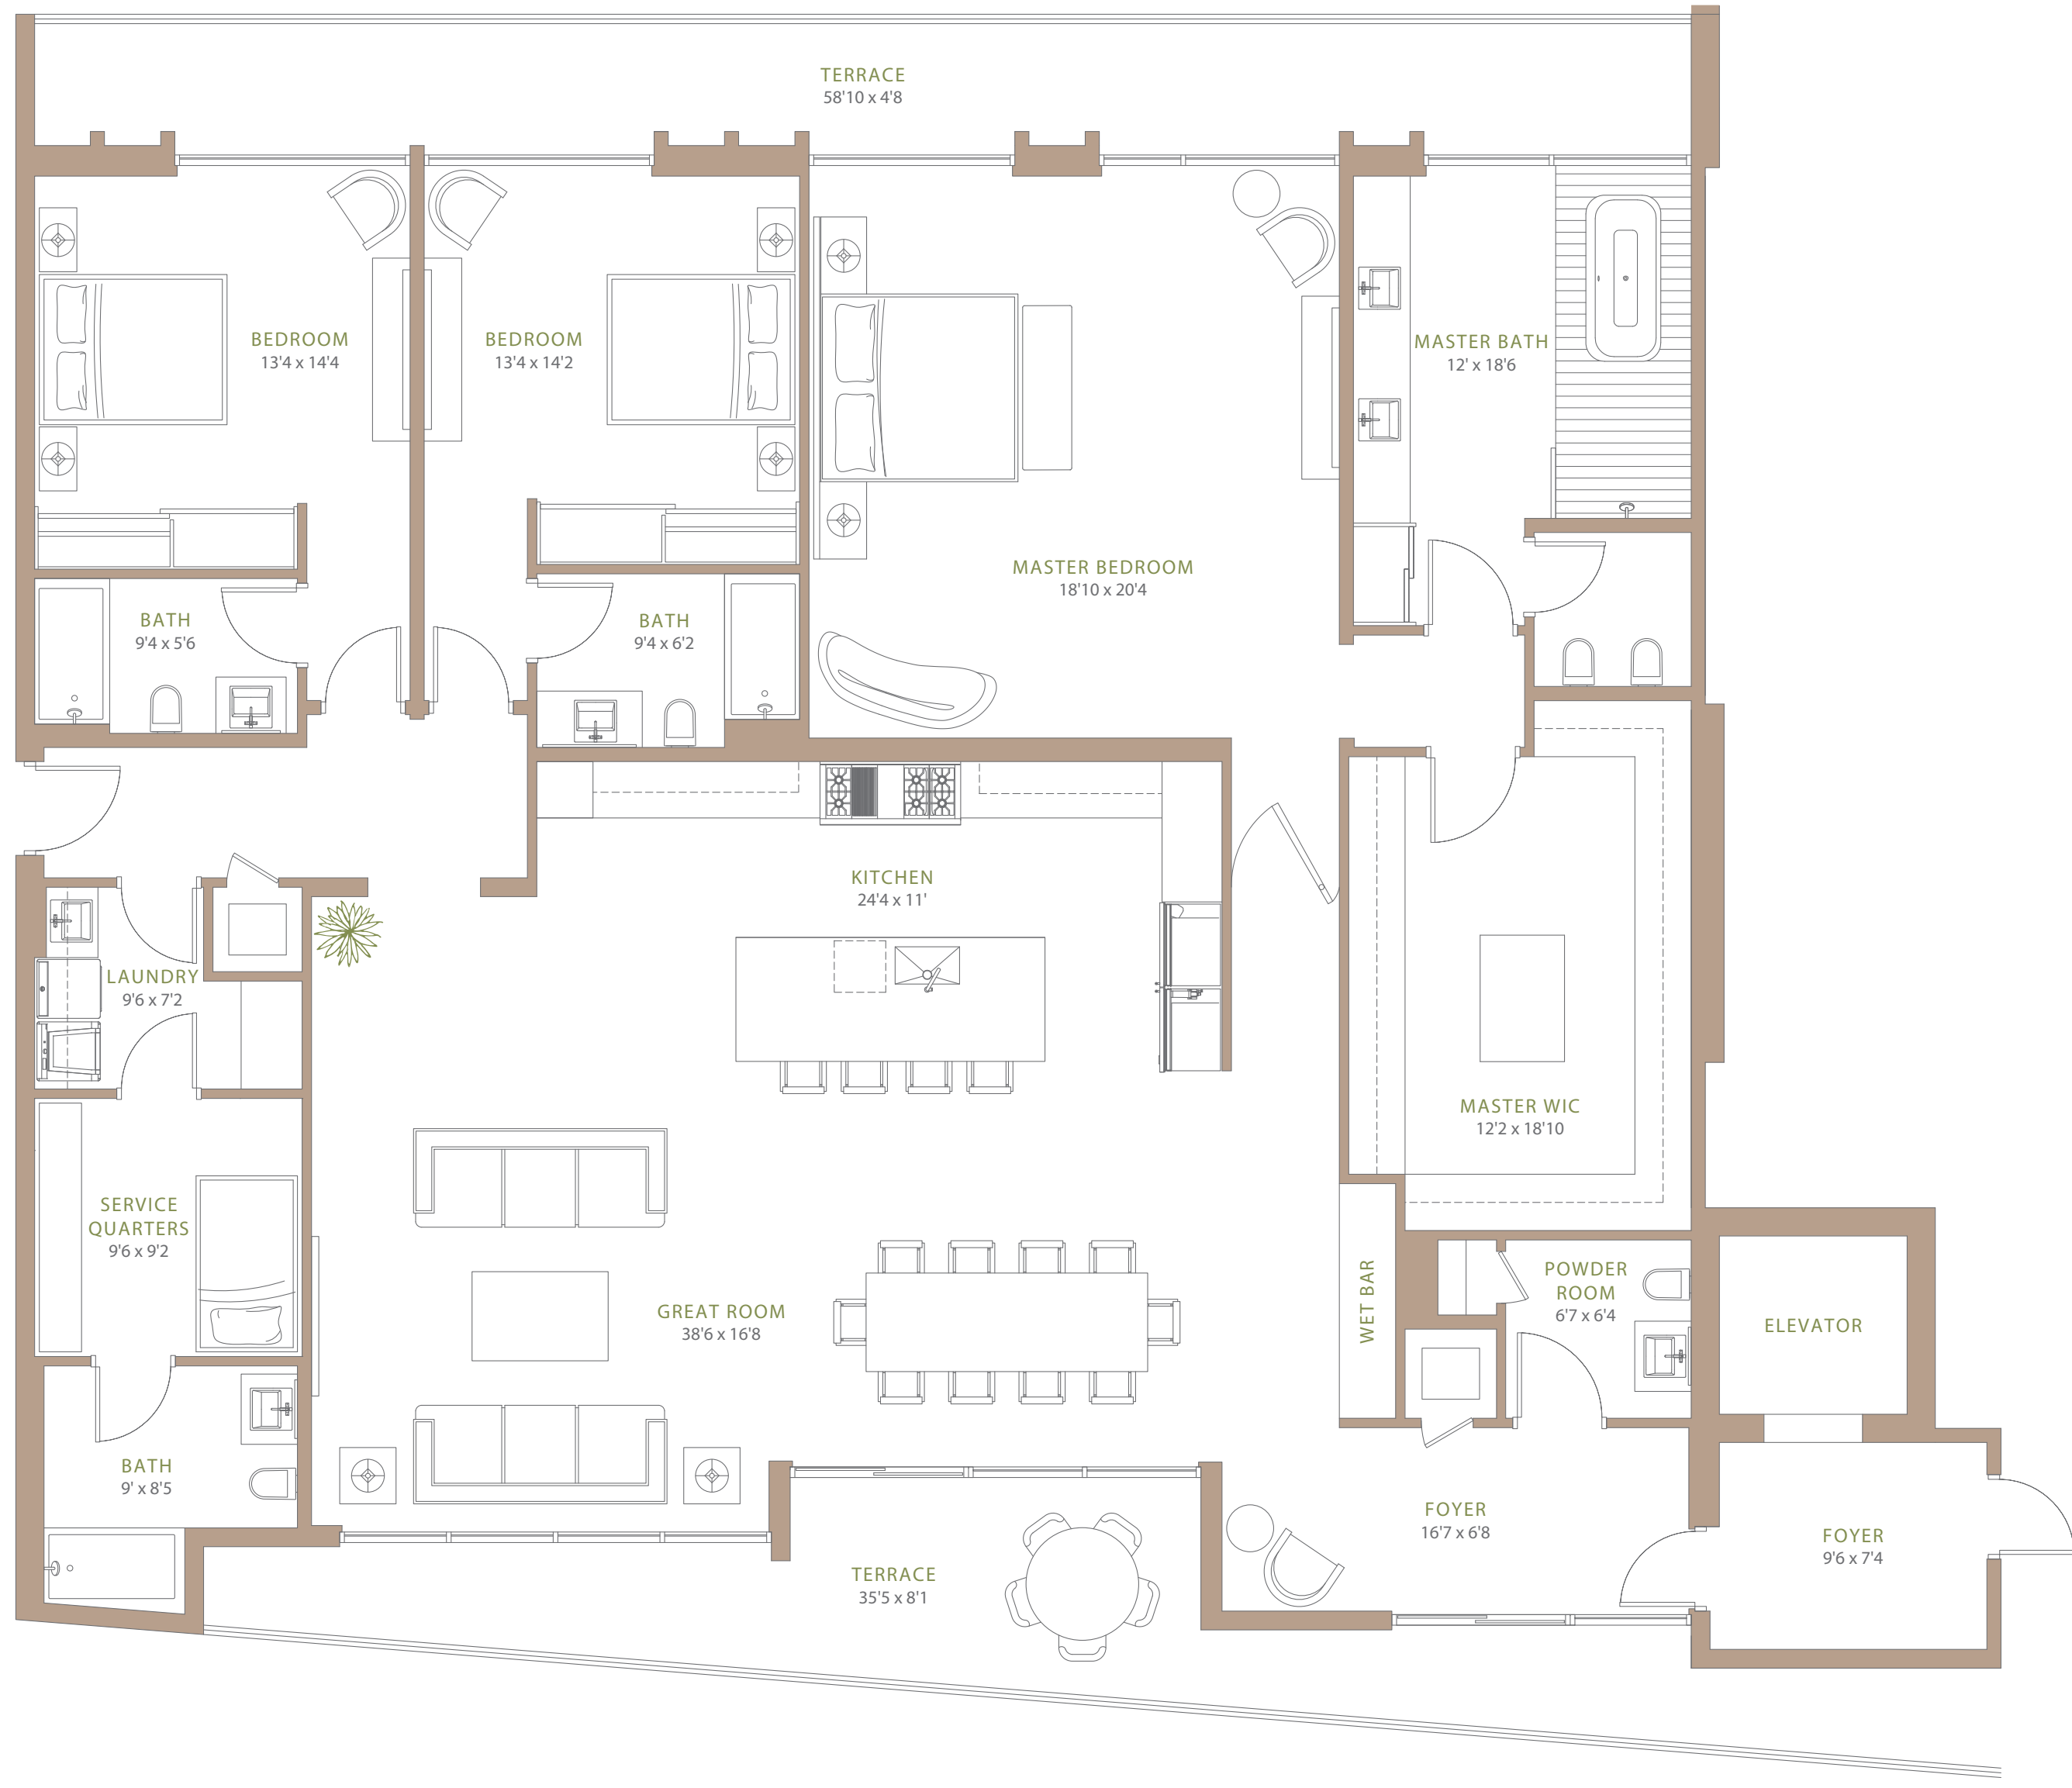 TERRACE
58'10 x 4'8
BEDROOM
13'4 x 14'4
BEDROOM
13'4 x 14'2
MASTER BATH
12' x 18'6
MASTER BEDROOM
18'10 x 20'4
BATH
9'4 x 5'6
BATH
9'4 x 6'2
KITCHEN
24'4 x 11'
LAUNDRY
9'6 x 7'2
MASTER WIC
12'2 x 18'10
SERVICE
QUARTERS
9'6 x 9'2
GREAT ROOM
38'6 x 16'8
WET BAR
POWDER
ROOM
6'7 x 6'4
ELEVATOR
BATH
9' x 8'5
FOYER
16'7 x 6'8
FOYER
9'6 x 7'4
TERRACE
35'5 x 8'1